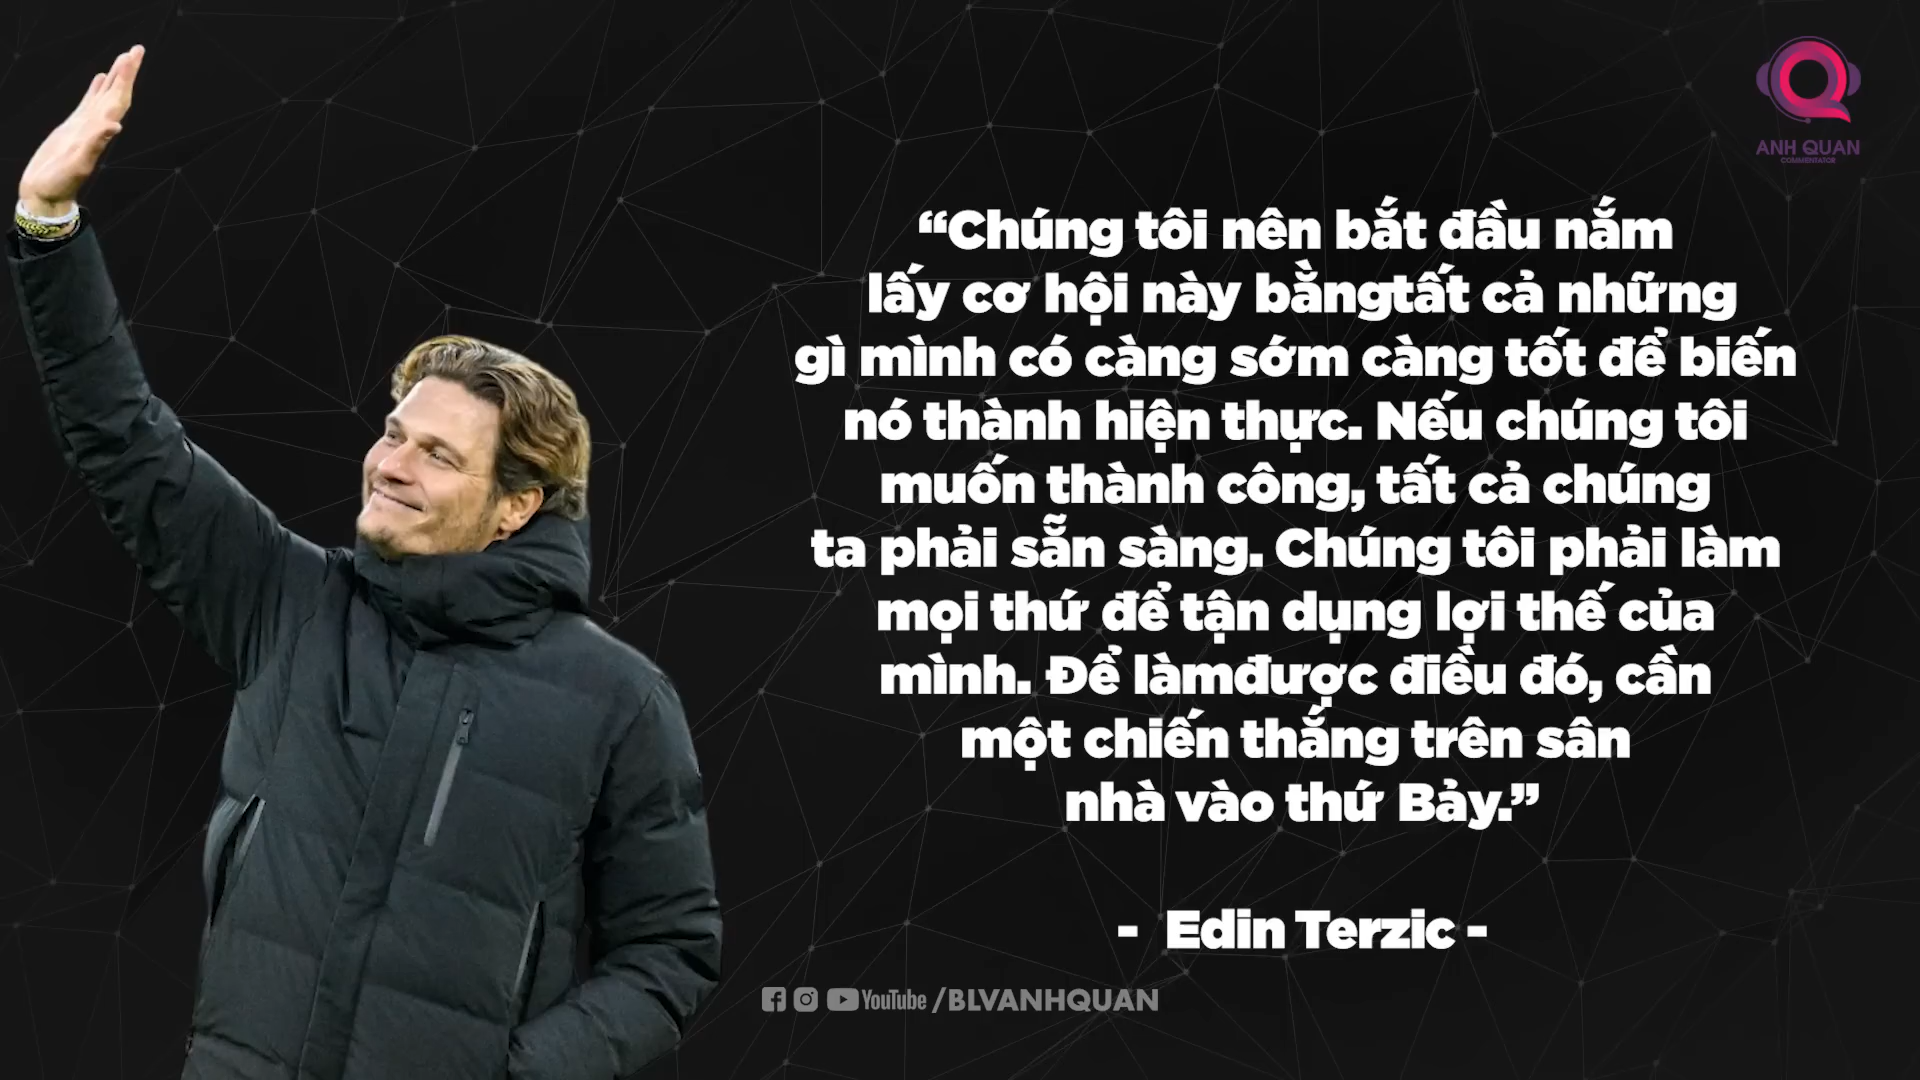 ANH QUAN
COMMENTATOR
“Chúng tôi nên bắt đầu nắm
lấy cơ hội này bằngtất cả những
gì mình có càng sớm càng tốt để biến
nó thành hiện thực. Nếu chúng tôi
muốn thành công, tất cả chúng
ta phải sẵn sàng. Chúng tôi phải làm
mọi thứ để tận dụng lợi thế của
mình. Để làmđược điều đó, cần
một chiến thắng trên sân
nhà vào thứ Bảy.”
- Edin Terzic -
YouTube /BLVANHQUAN